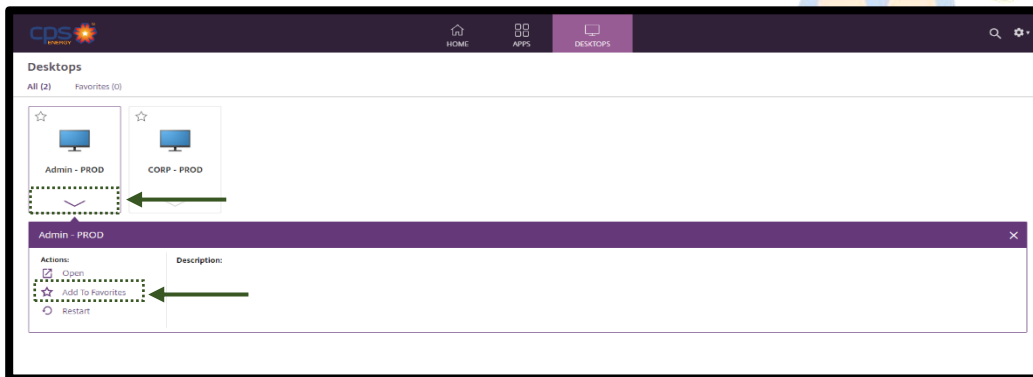 cps
ENERGY
HOME
APPS
DESKTOPS
Desktops
All (2) Favorites (0)
Admin - PROD
CORP - PROD
Admin - PROD
Actions:
Description:
Open
Add To Favorites
Restart